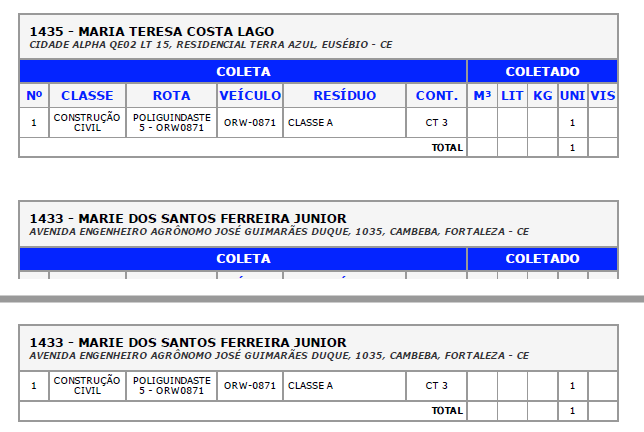 1435 - MARIA TERESA COSTA LAGO
CIDADE ALPHA QE02 LT 15, RESIDENCIAL TERRA AZUL, EUSÉBIO - CE
COLETA COLETADO
Nº CLASSE ROTA VEÍCULO RESÍDUO CONT. M³ LIT KG UNI VIS
1 CONSTRUÇÃO CIVIL POLIGUINDASTE 5 - ORW0871 ORW-0871 CLASSE A CT 3 1
TOTAL 1
1433 - MARIE DOS SANTOS FERREIRA JUNIOR
AVENIDA ENGENHEIRO AGRÔNOMO JOSÉ GUIMARÃES DUQUE, 1035, CAMBEBA, FORTALEZA - CE
COLETA COLETADO
1433 - MARIE DOS SANTOS FERREIRA JUNIOR
AVENIDA ENGENHEIRO AGRÔNOMO JOSÉ GUIMARÃES DUQUE, 1035, CAMBEBA, FORTALEZA - CE
1 CONSTRUÇÃO CIVIL POLIGUINDASTE 5 - ORW0871 ORW-0871 CLASSE A CT 3 1
TOTAL 1